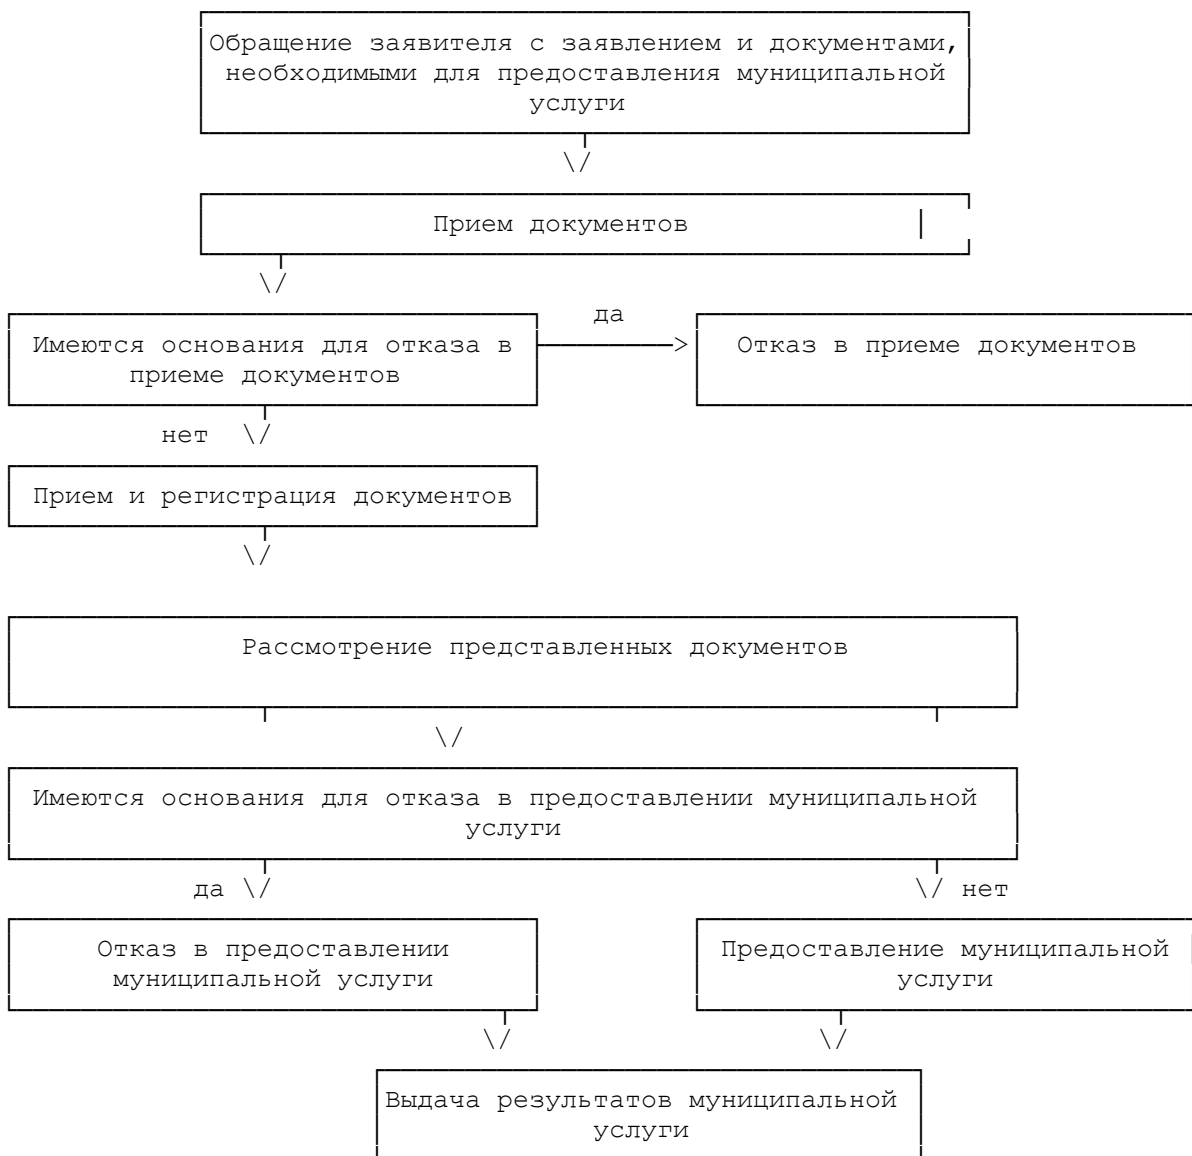 Обращение заявителя с заявлением и документами,
необходимыми для предоставления муниципальной
услуги
\/
Прием документов
\/
да
Имеются основания для отказа в
приеме документов
>
Отказ в приеме документов
нет \/
Прием и регистрация документов
\/
Рассмотрение представленных документов
\/
Имеются основания для отказа в предоставлении муниципальной
услуги
да \/
\/ нет
Отказ в предоставлении
муниципальной услуги
Предоставление муниципальной
услуги
\/
\/
Выдача результатов муниципальной
услуги